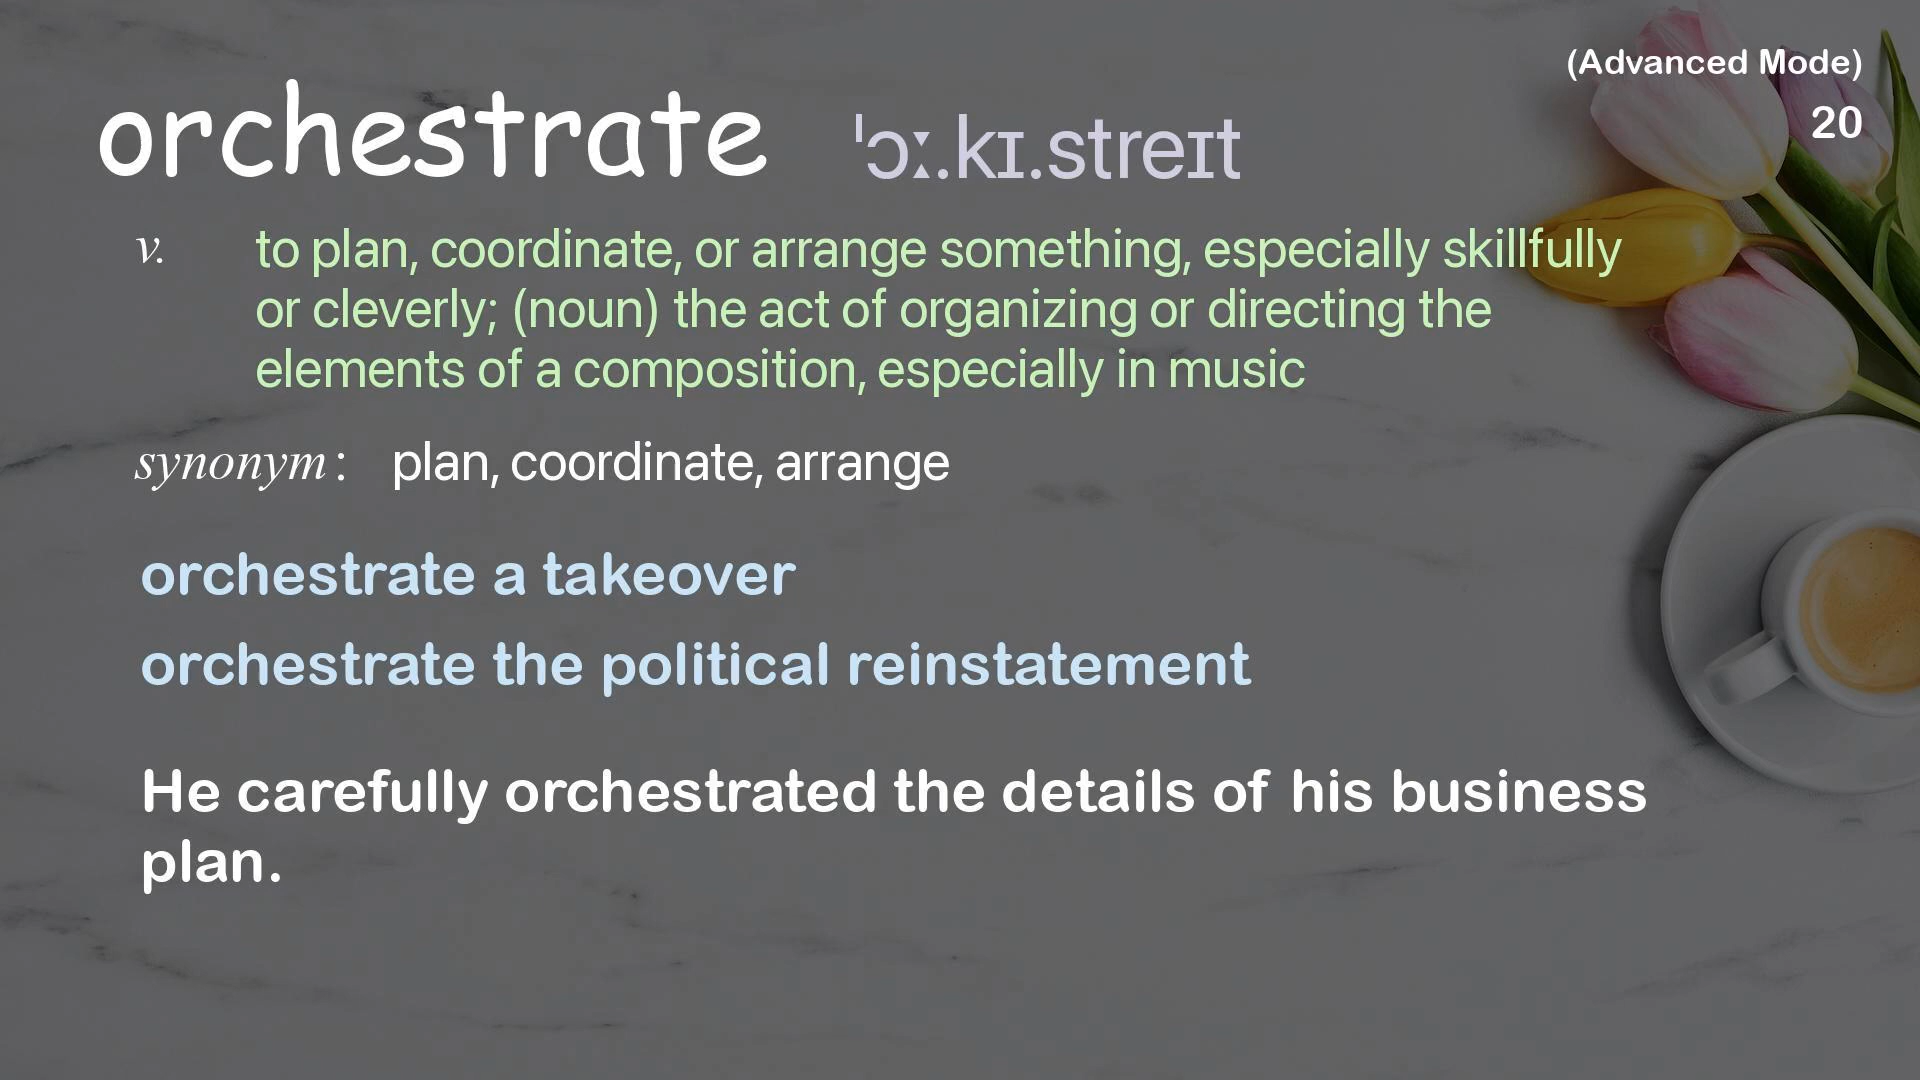 (Advanced Mode)
20
orchestrate ˈɔː.kɪ.streɪt
v. to plan, coordinate, or arrange something, especially skillfully
or cleverly; (noun) the act of organizing or directing the
elements of a composition, especially in music
synonym: plan, coordinate, arrange
orchestrate a takeover
orchestrate the political reinstatement
He carefully orchestrated the details of his business
plan.